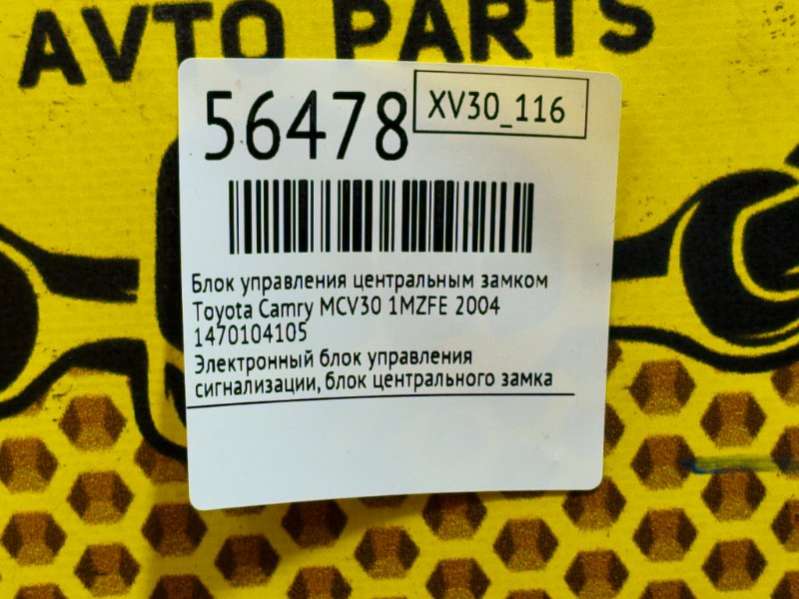 AVTO PARTS
56478
XV30_116
Блок управления центральным замком
Toyota Camry MCV30 1MZFE 2004
1470104105
Электронный блок управления
сигнализации, блок центрального замка